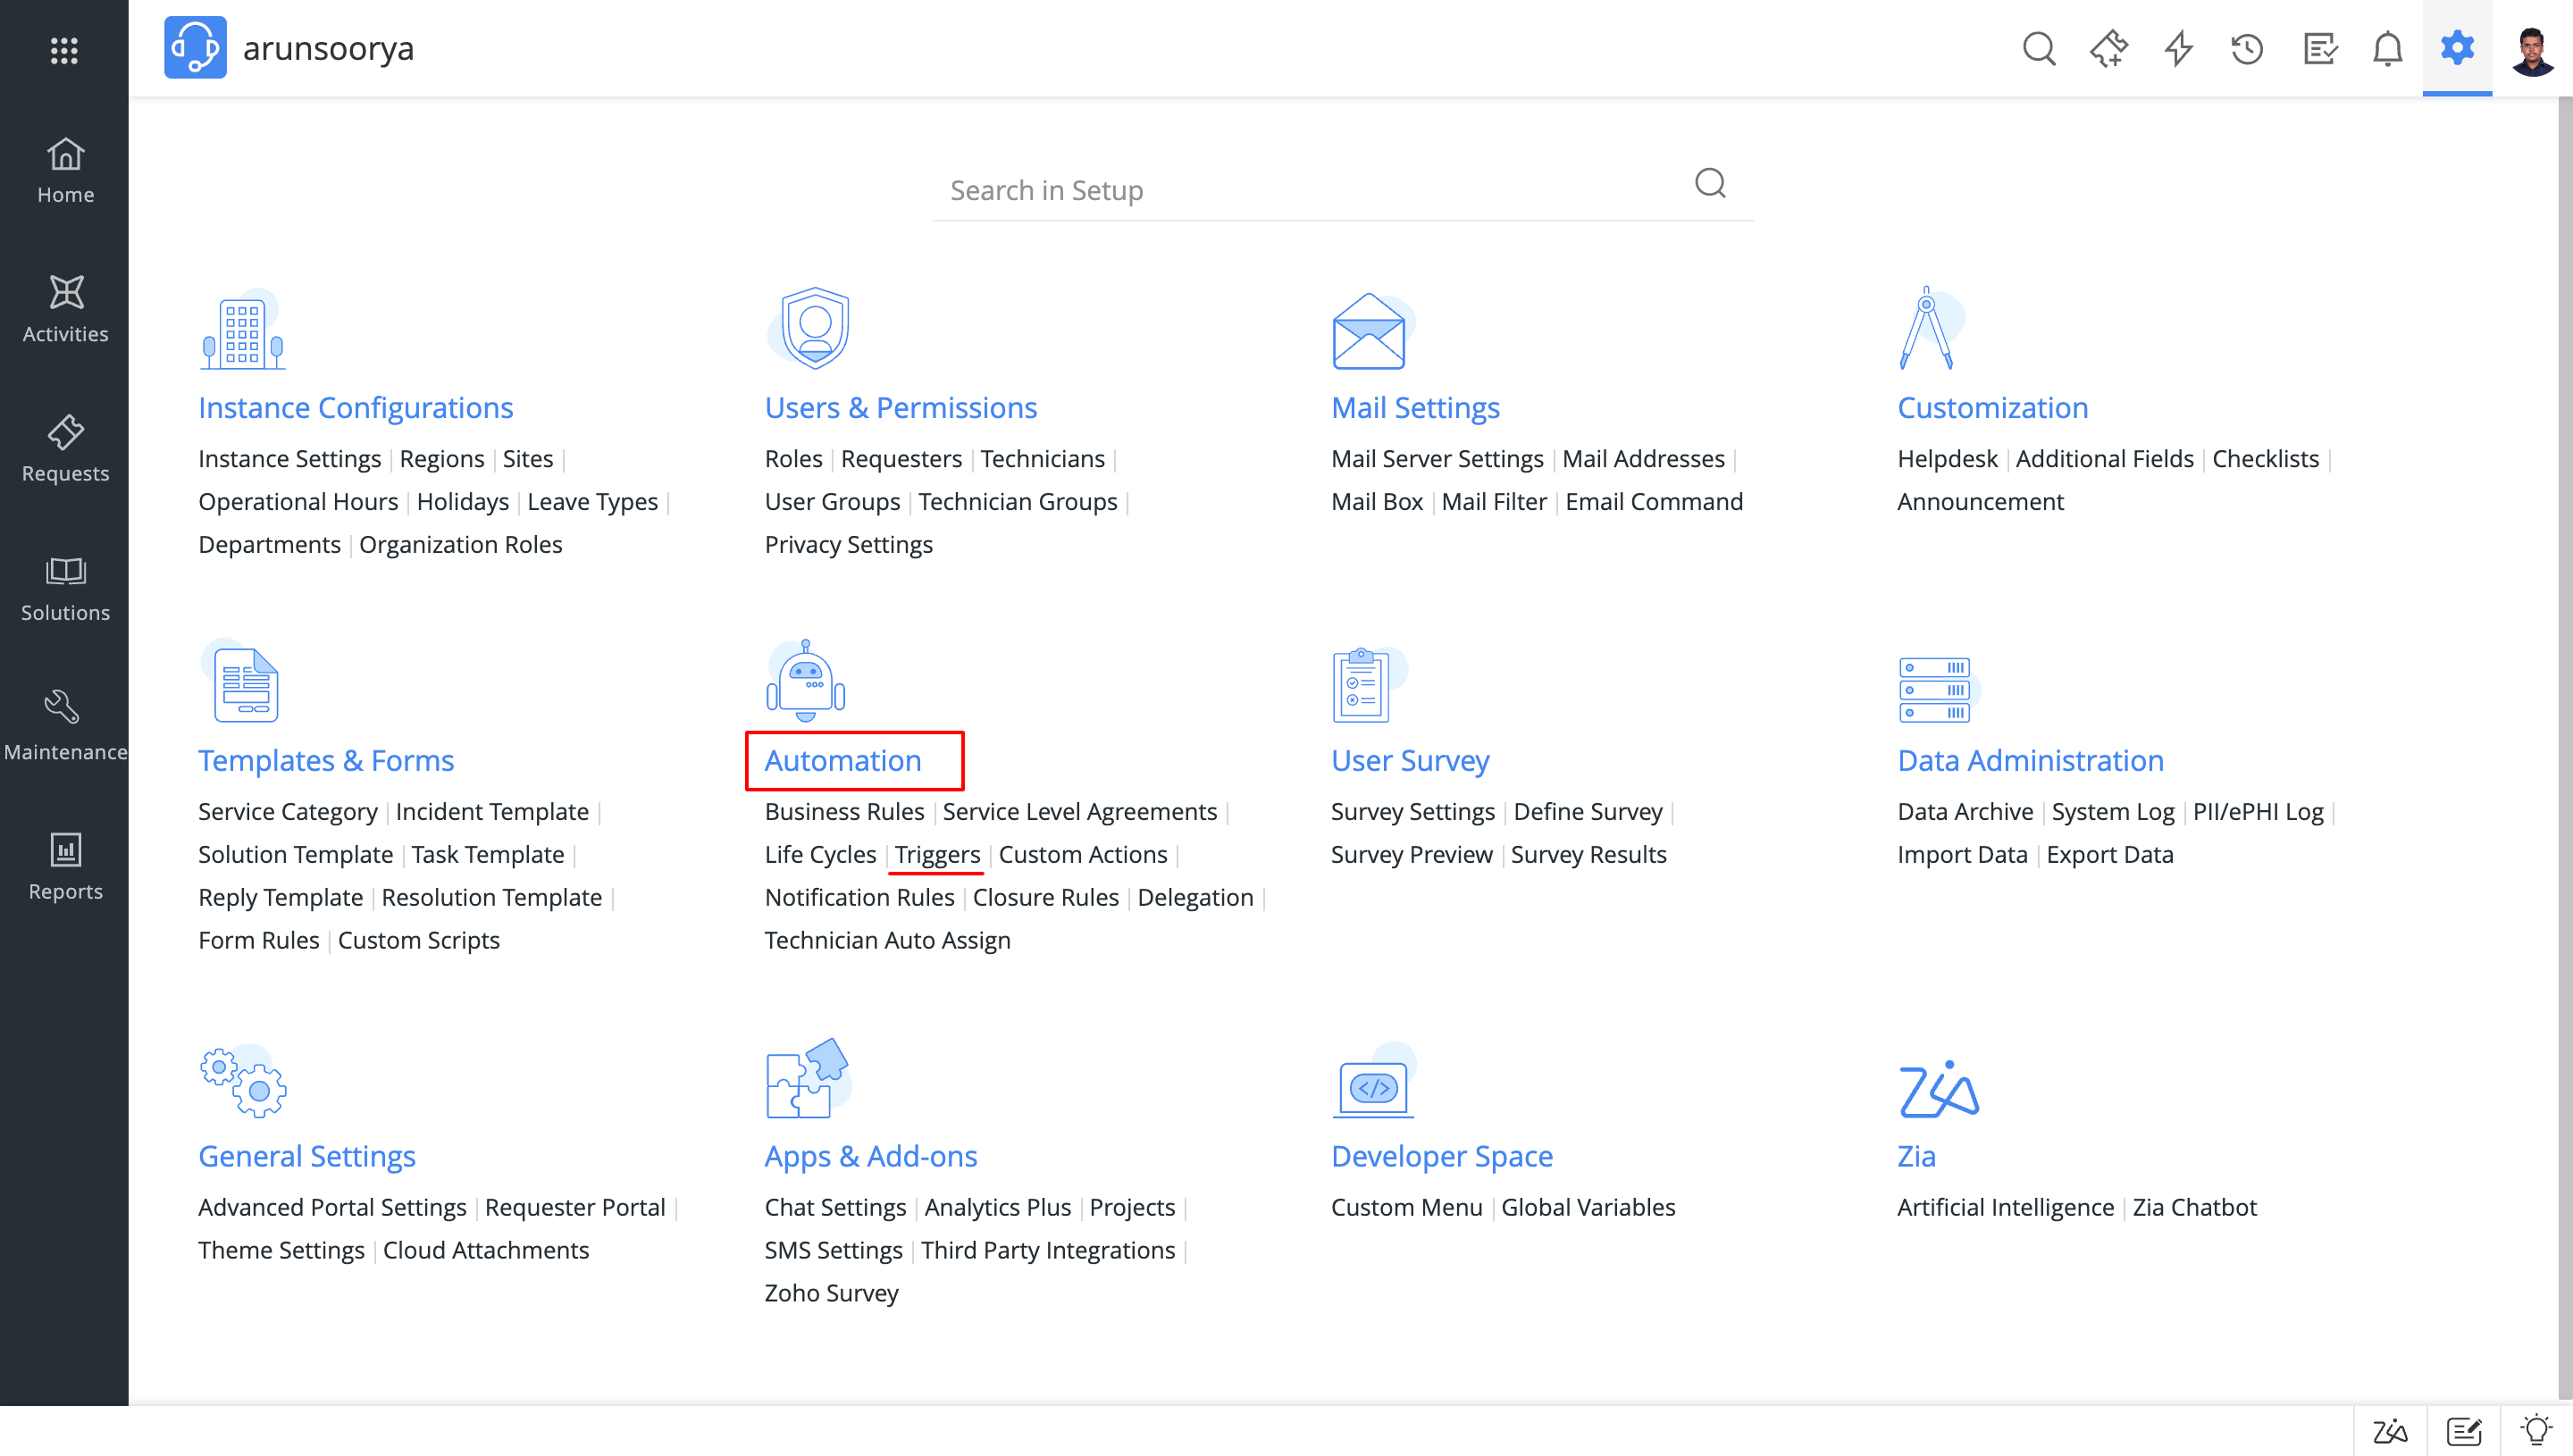 arunsoorya
Home
Activities
Requests
Solutions
Maintenance
Reports
Search in Setup
Instance Configurations
Instance Settings | Regions | Sites |
Operational Hours | Holidays | Leave Types |
Departments | Organization Roles
Users & Permissions
Roles | Requesters | Technicians |
User Groups | Technician Groups |
Privacy Settings
Mail Settings
Mail Server Settings | Mail Addresses |
Mail Box | Mail Filter | Email Command
Customization
Helpdesk | Additional Fields | Checklists |
Announcement
Templates & Forms
Service Category | Incident Template |
Solution Template | Task Template |
Reply Template | Resolution Template |
Form Rules | Custom Scripts
Automation
Business Rules | Service Level Agreements |
Life Cycles | Triggers | Custom Actions |
Notification Rules | Closure Rules | Delegation |
Technician Auto Assign
User Survey
Survey Settings | Define Survey |
Survey Preview | Survey Results
Data Administration
Data Archive | System Log | PII/ePHI Log |
Import Data | Export Data
General Settings
Advanced Portal Settings | Requester Portal |
Theme Settings | Cloud Attachments
Apps & Add-ons
Chat Settings | Analytics Plus | Projects |
SMS Settings | Third Party Integrations |
Zoho Survey
</>
Developer Space
Custom Menu | Global Variables
Zia
Zia
Artificial Intelligence | Zia Chatbot
Zia